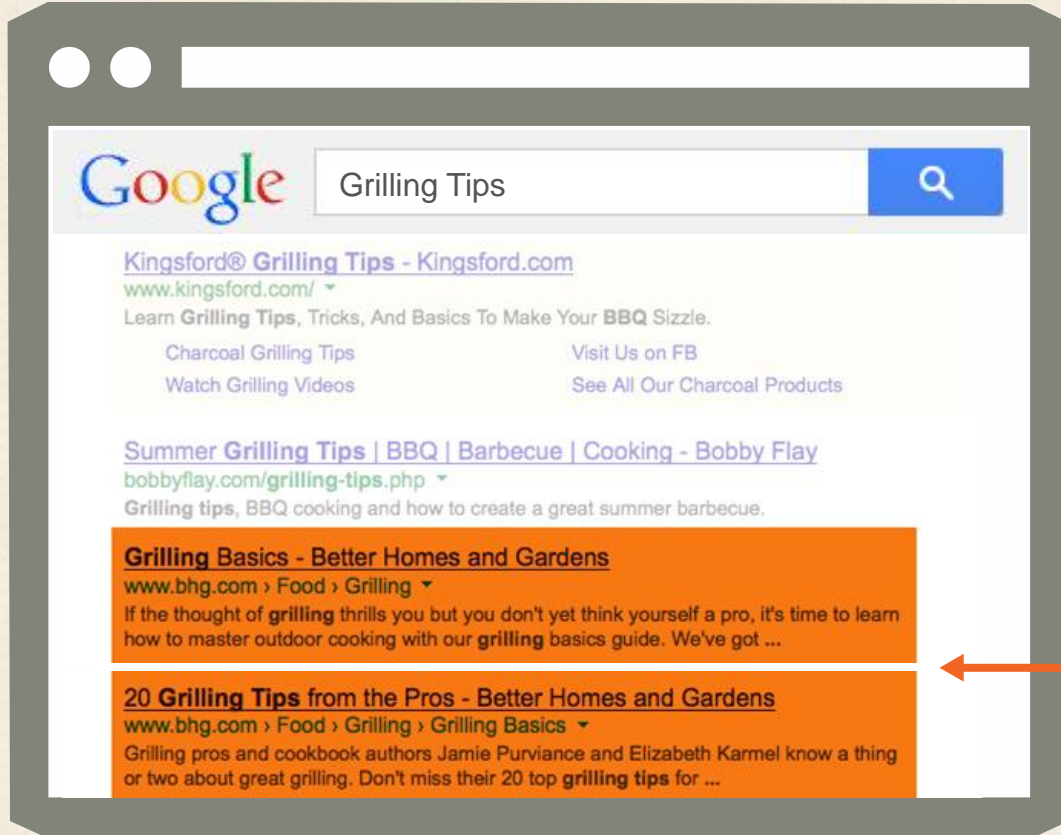 Google Grilling Tips
Kingsford® Grilling Tips - Kingsford.com
www.kingsford.com/
Learn Grilling Tips, Tricks, And Basics To Make Your BBQ Sizzle.
Charcoal Grilling Tips Visit Us on FB
Watch Grilling Videos See All Our Charcoal Products
Summer Grilling Tips | BBQ | Barbecue | Cooking - Bobby Flay
bobbyflay.com/grilling-tips.php
Grilling tips, BBQ cooking and how to create a great summer barbecue.
Grilling Basics - Better Homes and Gardens
www.bhg.com › Food › Grilling
If the thought of grilling thrills you but you don't yet think yourself a pro, it's time to learn
how to master outdoor cooking with our grilling basics guide. We've got ...
20 Grilling Tips from the Pros - Better Homes and Gardens
www.bhg.com › Food › Grilling › Grilling Basics
Grilling pros and cookbook authors Jamie Purviance and Elizabeth Karmel know a thing
or two about great grilling. Don't miss their 20 top grilling tips for ...